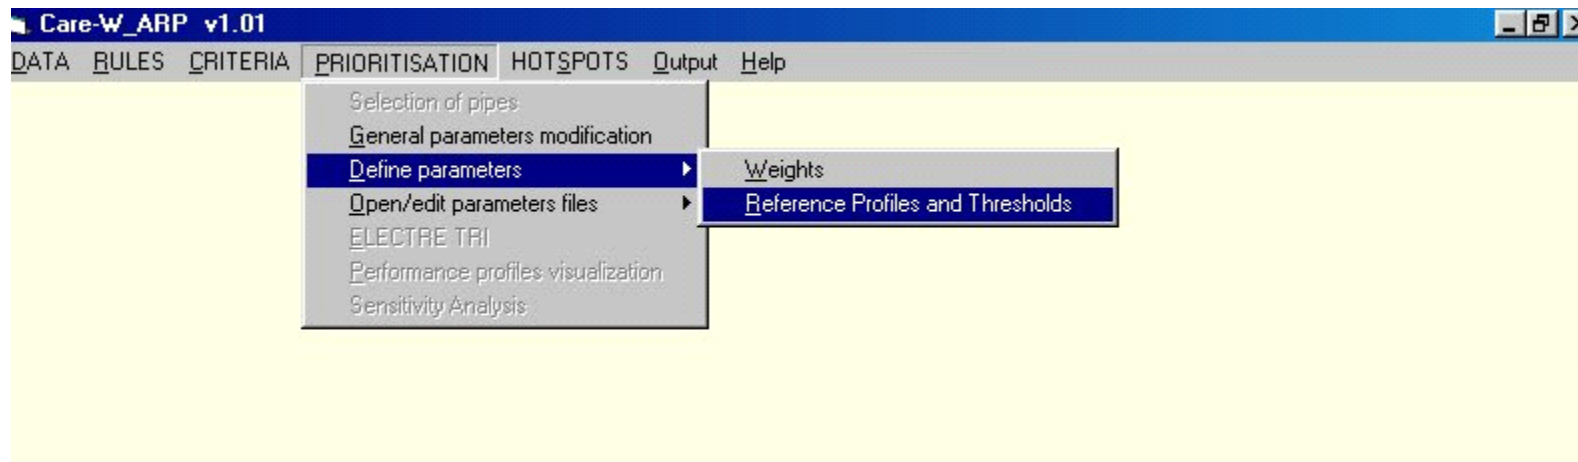 Care-W_ARP v1.01
DATA RULES CRITERIA PRIORITISATION HOTSPOTS Output Help
Selection of pipes
General parameters modification
Define parameters
Weights
Open/edit parameters files
Reference Profiles and Thresholds
ELECTRE TRI
Performance profiles visualization
Sensitivity Analysis